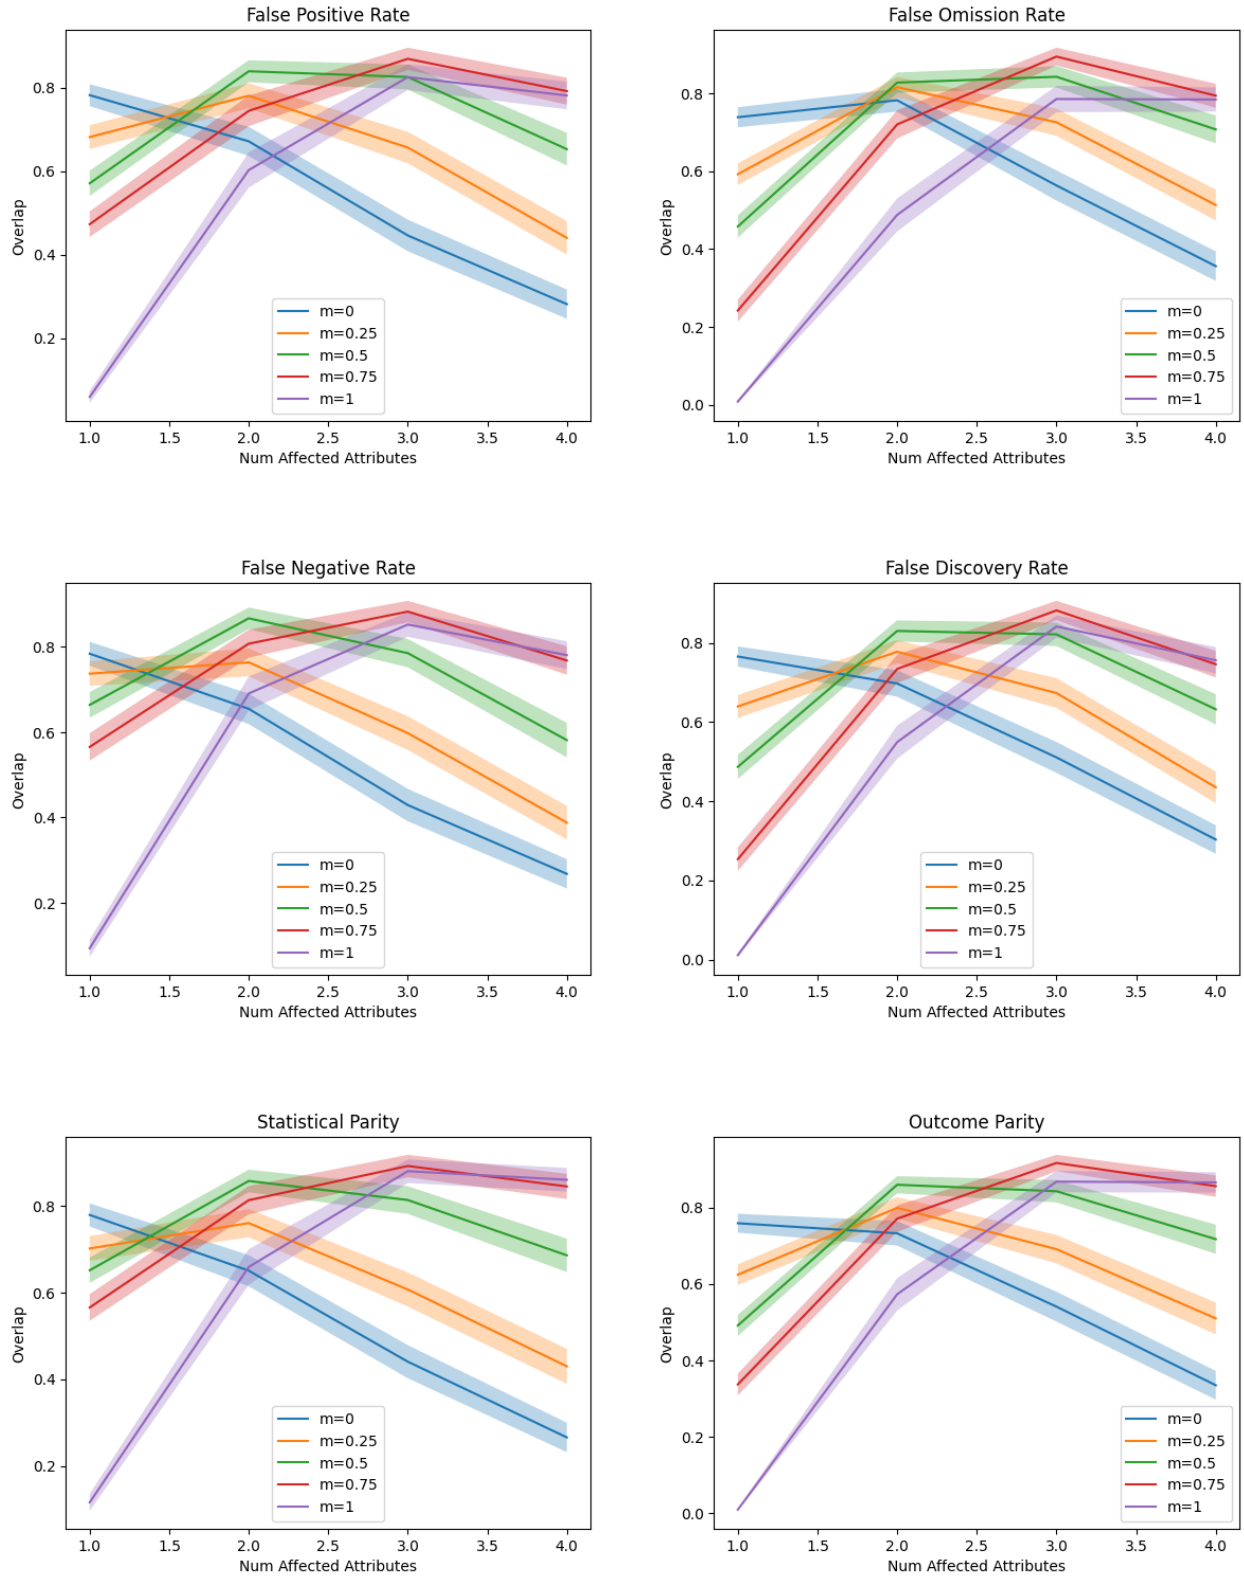 False Positive Rate
Overlap
0.8
0.6
0.4
0.2
m=0
m=0.25
m=0.5
m=0.75
m=1
1.0 1.5 2.0 2.5 3.0 3.5 4.0
Num Affected Attributes
False Omission Rate
Overlap
0.8
0.6
0.4
0.2
0.0
m=0
m=0.25
m=0.5
m=0.75
m=1
1.0 1.5 2.0 2.5 3.0 3.5 4.0
Num Affected Attributes
False Negative Rate
Overlap
0.8
0.6
0.4
0.2
m=0
m=0.25
m=0.5
m=0.75
m=1
1.0 1.5 2.0 2.5 3.0 3.5 4.0
Num Affected Attributes
False Discovery Rate
Overlap
0.8
0.6
0.4
0.2
0.0
m=0
m=0.25
m=0.5
m=0.75
m=1
1.0 1.5 2.0 2.5 3.0 3.5 4.0
Num Affected Attributes
Statistical Parity
Overlap
0.8
0.6
0.4
0.2
m=0
m=0.25
m=0.5
m=0.75
m=1
1.0 1.5 2.0 2.5 3.0 3.5 4.0
Num Affected Attributes
Outcome Parity
Overlap
0.8
0.6
0.4
0.2
0.0
m=0
m=0.25
m=0.5
m=0.75
m=1
1.0 1.5 2.0 2.5 3.0 3.5 4.0
Num Affected Attributes